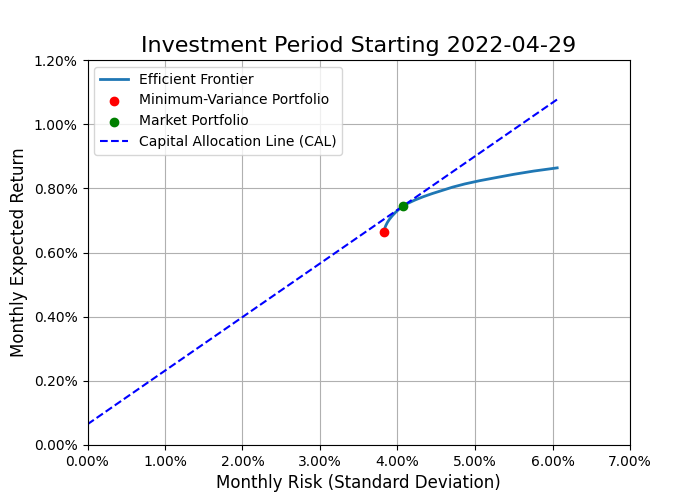 Investment Period Starting 2022-04-29
1.20%
1.00%
0.80%
0.60%
0.40%
0.20%
0.00%
Monthly Expected Return
Efficient Frontier
Minimum-Variance Portfolio
Market Portfolio
Capital Allocation Line (CAL)
0.00% 1.00% 2.00% 3.00% 4.00% 5.00% 6.00% 7.00%
Monthly Risk (Standard Deviation)